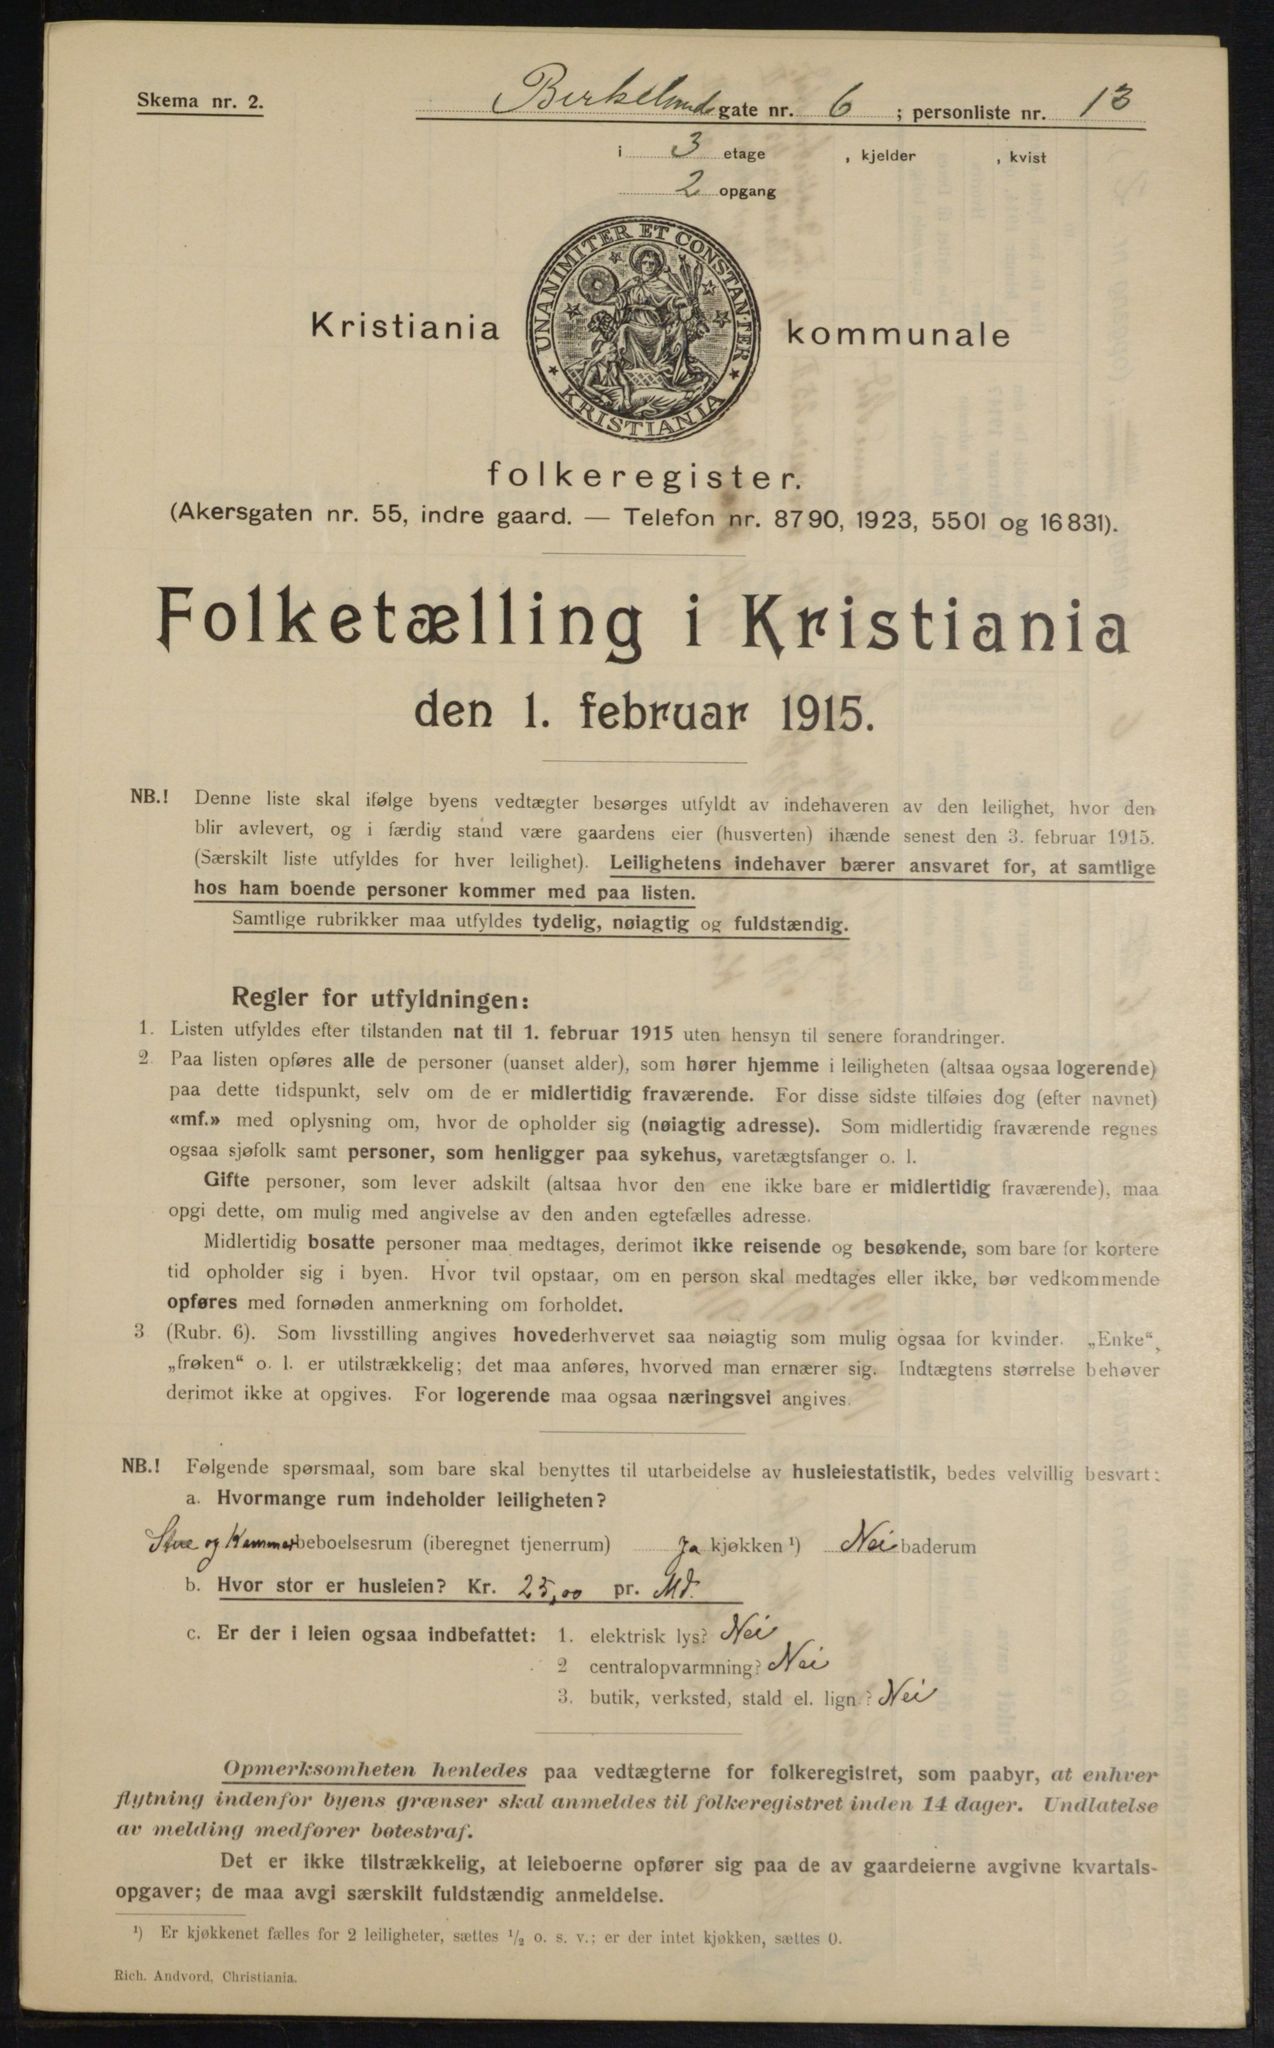 Skema nr. 2.
Birkelundsgate nr. 6 ; personliste nr. 13
i 3 etage , kjelder , kvist
2 opgang
UNANIMITER ET CONSTANTER
KRISTIANIA
Kristiania kommunale
folkeregister.
(Akersgaten nr. 55, indre gaard. — Telefon nr. 8790, 1923, 5501 og 16831).
Folketælling i Kristiania
den 1. februar 1915.
NB.! Denne liste skal ifølge byens vedtægter besørges utfyldt av indehaveren av den leilighet, hvor den
blir avlevert, og i færdig stand være gaardens eier (husverten) ihænde senest den 3. februar 1915.
(Særskilt liste utfyldes for hver leilighet). Leilighetens indehaver bærer ansvaret for, at samtlige
hos ham boende personer kommer med paa listen.
Samtlige rubrikker maa utfyldes tydelig, nøiagtig og fuldstændig.
Regler for utfyldningen:
1. Listen utfyldes efter tilstanden nat til 1. februar 1915 uten hensyn til senere forandringer.
2 Paa listen opføres alle de personer (uanset alder), som hører hjemme i leiligheten (altsaa ogsaa logerende)
paa dette tidspunkt, selv om de er midlertidig fraværende. For disse sidste tilføies dog (efter navnet)
«mf.» med oplysning om, hvor de opholder sig (nøiagtig adresse). Som midlertidig fraværende regnes
ogsaa sjøfolk samt personer, som henligger paa sykehus, varetægtsfanger o. l.
Gifte personer, som lever adskilt (altsaa hvor den ene ikke bare er midlertidig fraværende), maa
opgi dette, om mulig med angivelse av den anden egtefælles adresse.
Midlertidig bosatte personer maa medtages, derimot ikke reisende og besøkende, som bare for kortere
tid opholder sig i byen. Hvor tvil opstaar, om en person skal medtages eller ikke, bør vedkommende
opføres med fornøden anmerkning om forholdet.
3 (Rubr. 6). Som livsstilling angives hovederhvervet saa nøiagtig som mulig ogsaa for kvinder. „Enke“,
„frøken“ o. l. er utilstrækkelig; det maa anføres, hvorved man ernærer sig. Indtægtens størrelse behøver
derimot ikke at opgives. For logerende maa ogsaa næringsvei angives.
NB.! Følgende spørsmaal, som bare skal benyttes til utarbeidelse av husleiestatistik, bedes velvillig besvart:
a. Hvormange rum indeholder leiligheten?
Stue og Kammer beboelsesrum (iberegnet tjenerrum) Ja kjøkken ¹) Nei baderum
b. Hvor stor er husleien? Kr. 25,00 pr. Md.
c. Er der i leien ogsaa indbefattet: 1. elektrisk lys? Nei
2 centralopvarmning? Nei
3. butik, verksted, stald el. lign.? Nei
Opmerksomheten henledes paa vedtægterne for folkeregistret, som paabyr, at enhver
flytning indenfor byens grænser skal anmeldes til folkeregistret inden 14 dager. Undlatelse
av melding medfører bøtestraf.
Det er ikke tilstrækkelig, at leieboerne opfører sig paa de av gaardeierne avgivne kvartals-
opgaver; de maa avgi særskilt fuldstændig anmeldelse.
¹) Er kjøkkenet fælles for 2 leiligheter, sættes ½ o. s. v.; er der intet kjøkken, sættes 0.
Rich. Andvord, Christiania.